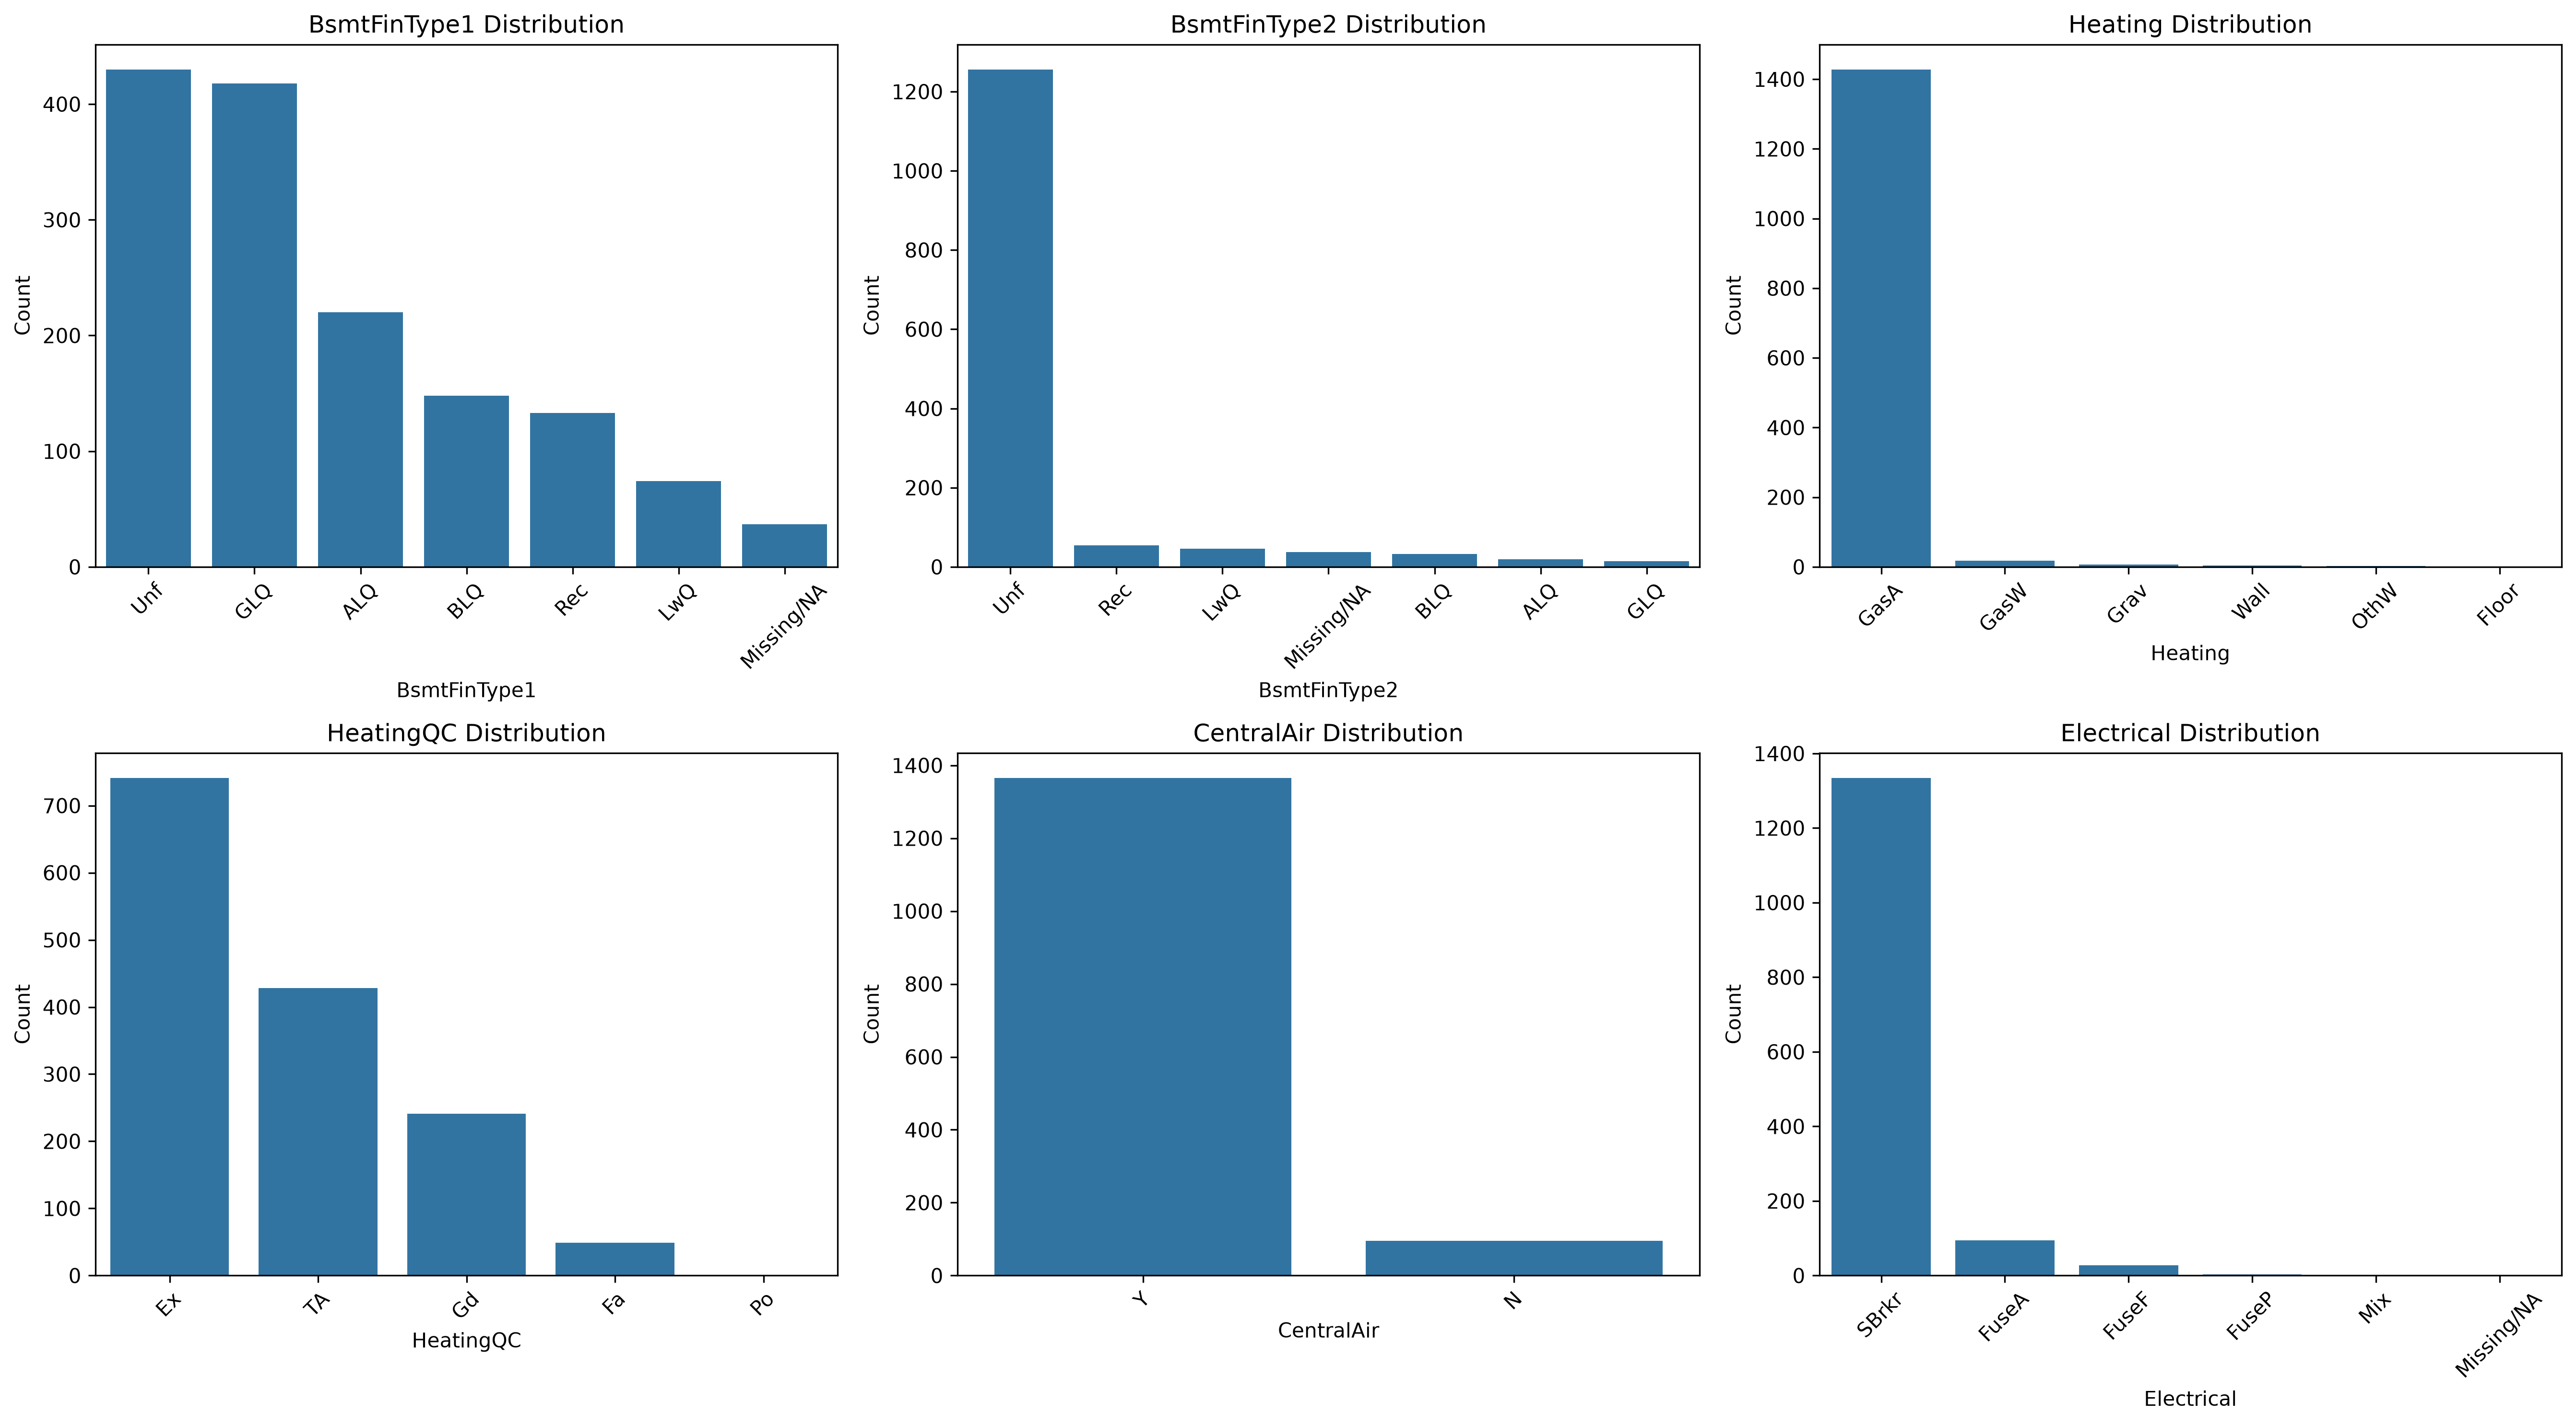 BsmtFinType1 Distribution
Count
400
300
200
100
0
Unf
GLQ
ALQ
BLQ
Rec
LwQ
Missing/NA
BsmtFinType1
BsmtFinType2 Distribution
Count
1200
1000
800
600
400
200
0
Unf
Rec
LwQ
Missing/NA
BLQ
ALQ
GLQ
BsmtFinType2
Heating Distribution
Count
1400
1200
1000
800
600
400
200
0
GasA
GasW
Grav
Wall
OthW
Floor
Heating
HeatingQC Distribution
Count
700
600
500
400
300
200
100
0
Ex
TA
Gd
Fa
Po
HeatingQC
CentralAir Distribution
Count
1400
1200
1000
800
600
400
200
0
Y
N
CentralAir
Electrical Distribution
Count
1400
1200
1000
800
600
400
200
0
SBrkr
FuseA
FuseF
FuseP
Mix
Missing/NA
Electrical